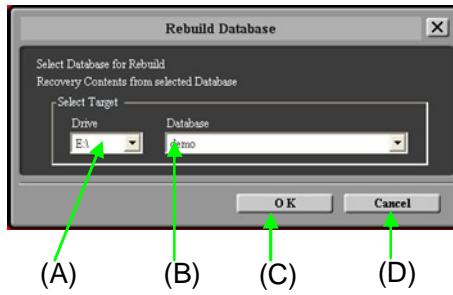 Rebuild Database
Select Database for Rebuild
Recovery Contents from selected Database
Select Target
Drive Database
E:\ demo
O K Cancel
(A) (B) (C) (D)